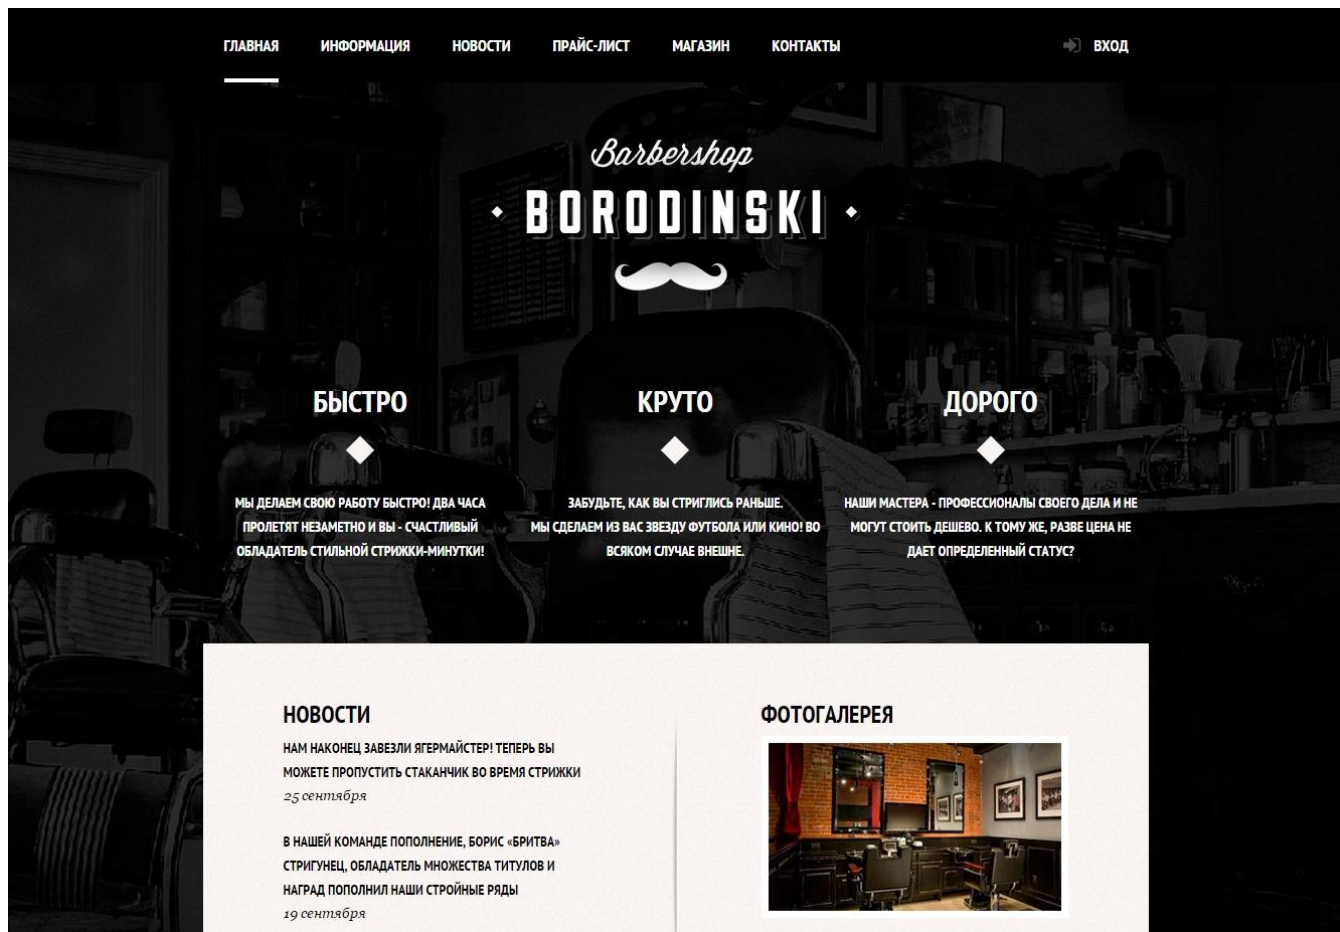 ГЛАВНАЯ ИНФОРМАЦИЯ НОВОСТИ ПРАЙС-ЛИСТ МАГАЗИН КОНТАКТЫ ВХОД
Barbershop
BORODINSKI
БЫСТРО
МЫ ДЕЛАЕМ СВОЮ РАБОТУ БЫСТРО! ДВА ЧАСА
ПРОЛЕТЯТ НЕЗАМЕТНО И ВЫ - СЧАСТЛИВЫЙ
ОБЛАДАТЕЛЬ СТИЛЬНОЙ СТРИЖКИ-МИНУТКИ!
КРУТО
ЗАБУДЬТЕ, КАК ВЫ СТРИГЛИСЬ РАНЬШЕ.
МЫ СДЕЛАЕМ ИЗ ВАС ЗВЕЗДУ ФУТБОЛА ИЛИ КИНО! ВО
ВСЯКОМ СЛУЧАЕ ВНЕШНЕ.
ДОРОГО
НАШИ МАСТЕРА - ПРОФЕССИОНАЛЫ СВОЕГО ДЕЛА И НЕ
МОГУТ СТОИТЬ ДЕШЕВО. К ТОМУ ЖЕ, РАЗВЕ ЦЕНА НЕ
ДАЕТ ОПРЕДЕЛЕННЫЙ СТАТУС?
НОВОСТИ
НАМ НАКОНЕЦ ЗАВЕЗЛИ ЯГЕРМАЙСТЕР! ТЕПЕРЬ ВЫ
МОЖЕТЕ ПРОПУСТИТЬ СТАКАНЧИК ВО ВРЕМЯ СТРИЖКИ
25 сентября
В НАШЕЙ КОМАНДЕ ПОПОЛНЕНИЕ, БОРИС «БРИТВА»
СТРИГУНЕЦ, ОБЛАДАТЕЛЬ МНОЖЕСТВА ТИТУЛОВ И
НАГРАД ПОПОЛНИЛ НАШИ СТРОЙНЫЕ РЯДЫ
19 сентября
ФОТОГАЛЕРЕЯ